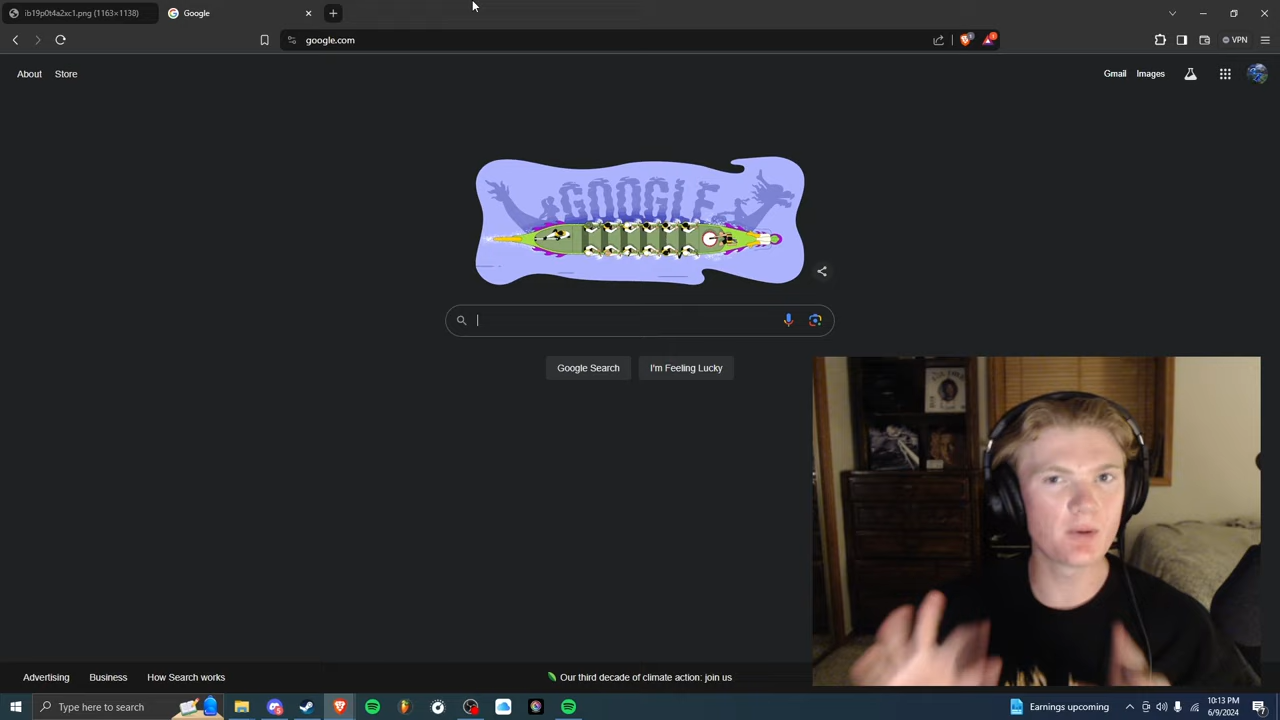 ib19p0t4a2xc1.png (1163×1138)
Google
google.com
VPN
About
Store
Gmail
Images
GOOGLE
Google Search
I'm Feeling Lucky
Advertising
Business
How Search works
Our third decade of climate action: join us
Type here to search
Earnings upcoming
10:13 PM
6/9/2024